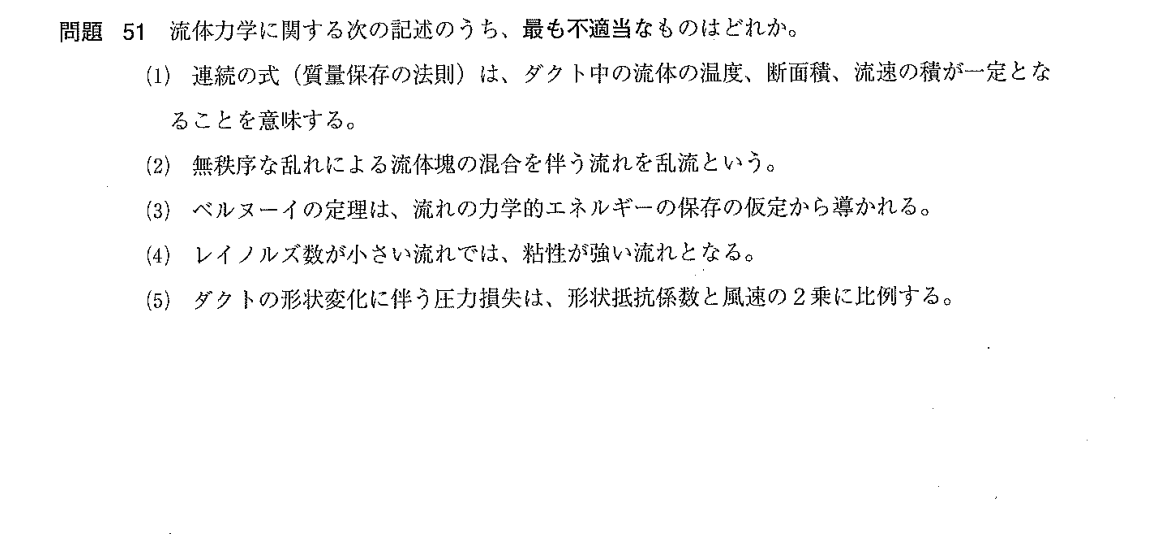 問題 51 流体力学に関する次の記述のうち、最も不適当なものはどれか。
(1) 連続の式（質量保存の法則）は、ダクト中の流体の温度、断面積、流速の積が一定とな
ることを意味する。
(2) 無秩序な乱れによる流体塊の混合を伴う流れを乱流という。
(3) ベルヌーイの定理は、流れの力学的エネルギーの保存の仮定から導かれる。
(4) レイノルズ数が小さい流れでは、粘性が強い流れとなる。
(5) ダクトの形状変化に伴う圧力損失は、形状抵抗係数と風速の２乗に比例する。